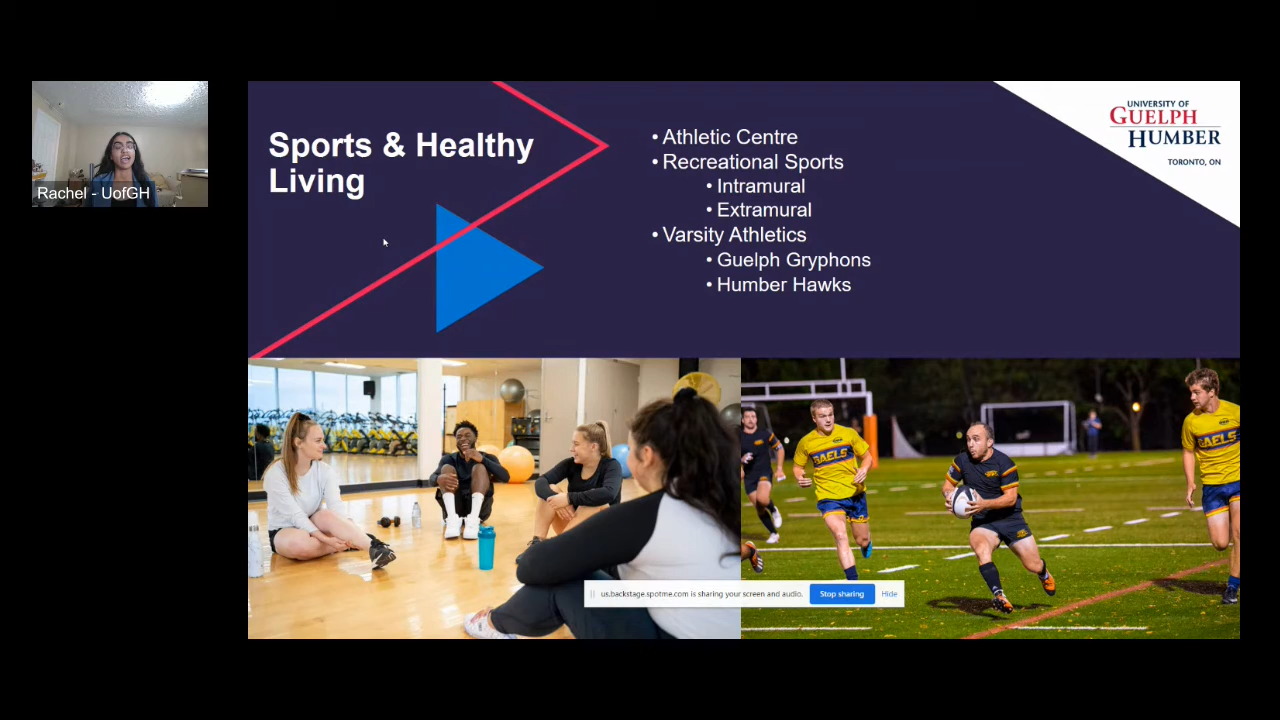 Rachel - UofGH
Sports & Healthy
Living
• Athletic Centre
• Recreational Sports
• Intramural
• Extramural
• Varsity Athletics
• Guelph Gryphons
• Humber Hawks
UNIVERSITY OF
GUELPH
HUMBER
TORONTO, ON
GAELS
GAELS
us.backstage.spotme.com is sharing your screen and audio.
Stop sharing
Hide